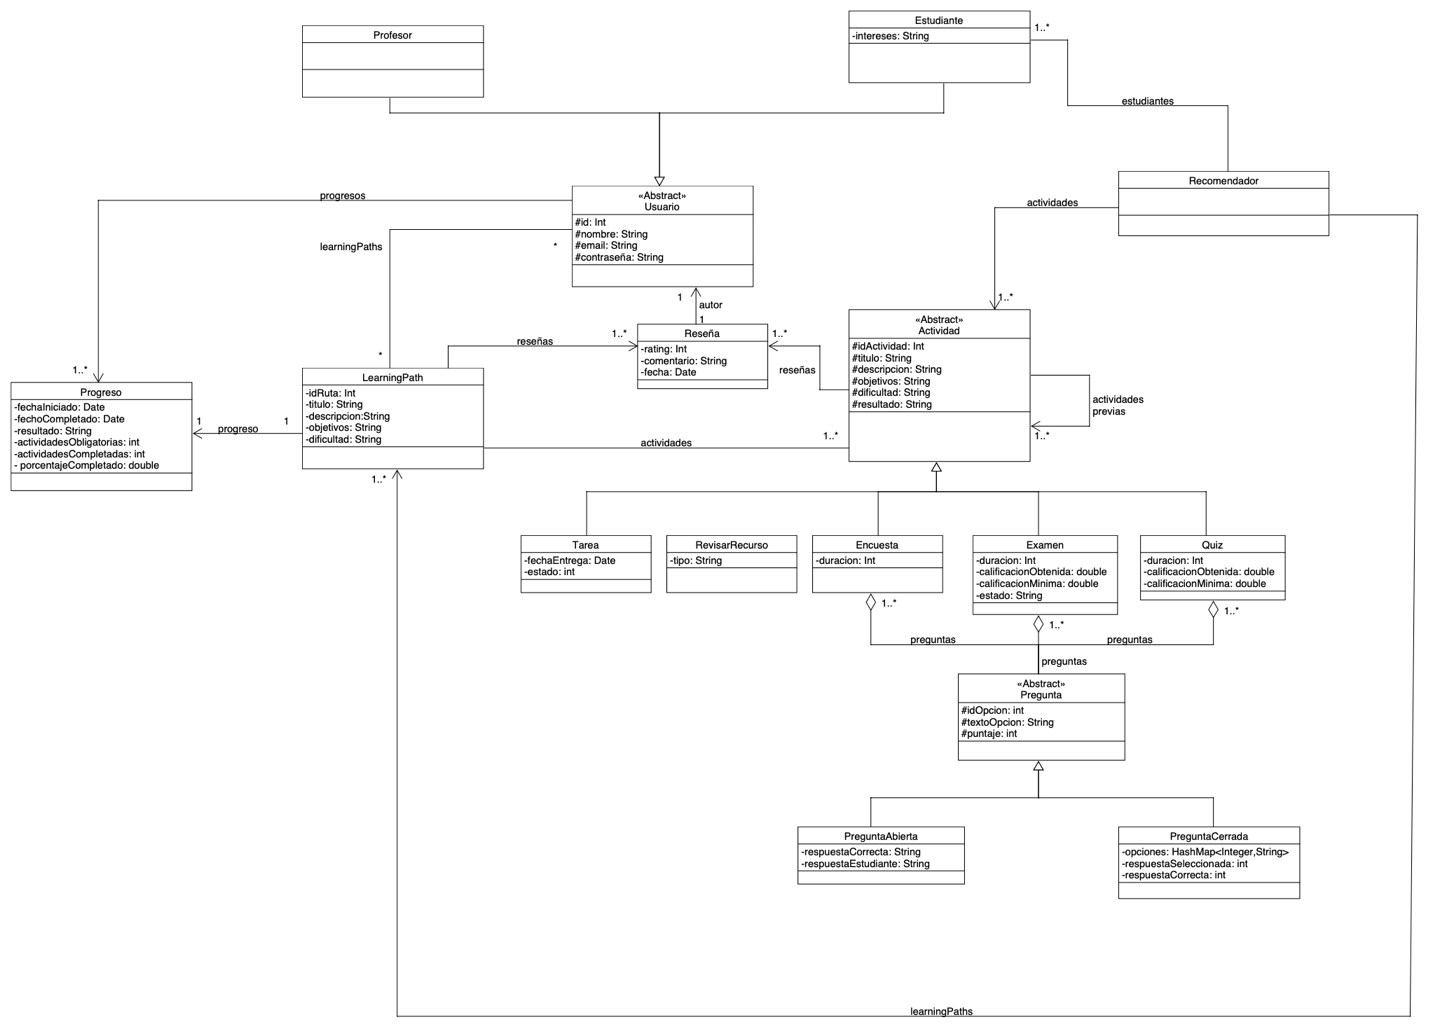 Profesor
Estudiante
-intereses: String
1..*
estudiantes
Recomendador
progresos
«Abstract»
Usuario
#id: Int
#nombre: String
#email: String
#contraseña: String
learningPaths
*
actividades
1..*
1
autor
1
Reseña
-rating: Int
-comentario: String
-fecha: Date
1..*
reseñas
1..*
reseñas
«Abstract»
Actividad
#idActividad: Int
#titulo: String
#descripcion: String
#objetivos: String
#dificultad: String
#resultado: String
actividades
previas
1..*
*
LearningPath
-idRuta: Int
-titulo: String
-descripcion:String
-objetivos: String
-dificultad: String
1..*
Progreso
-fechaIniciado: Date
-fechoCompletado: Date
-resultado: String
-actividadesObligatorias: int
-actividadesCompletadas: int
- porcentajeCompletado: double
1
progreso
1
actividades
1..*
1..*
Tarea
-fechaEntrega: Date
-estado: int
RevisarRecurso
-tipo: String
Encuesta
-duracion: Int
Examen
-duracion: Int
-calificacionObtenida: double
-calificacionMinima: double
-estado: String
Quiz
-duracion: Int
-calificacionObtenida: double
-calificacionMinima: double
1..*
1..*
1..*
preguntas
preguntas
preguntas
«Abstract»
Pregunta
#idOpcion: int
#textoOpcion: String
#puntaje: int
PreguntaAbierta
-respuestaCorrecta: String
-respuestaEstudiante: String
PreguntaCerrada
-opciones: HashMap<Integer,String>
-respuestaSeleccionada: int
-respuestaCorrecta: int
learningPaths